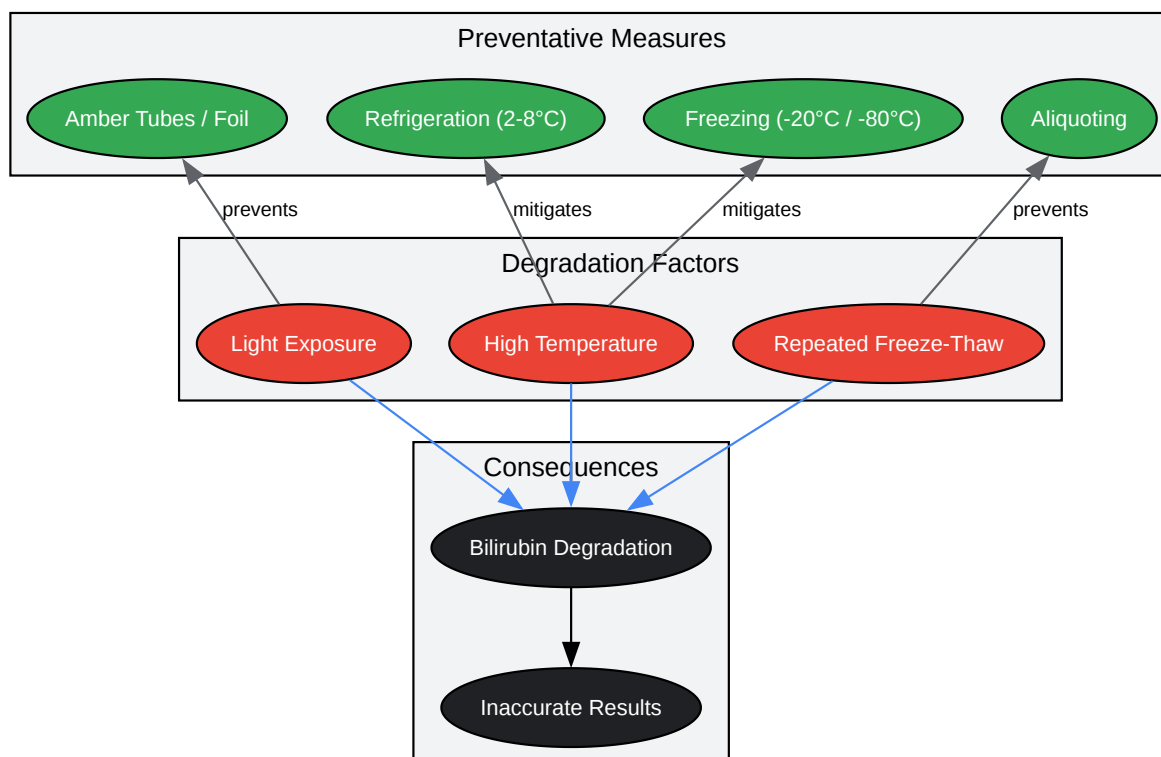 Preventative Measures
Amber Tubes / Foil
Refrigeration (2-8°C)
Freezing (-20°C / -80°C)
Aliquoting
prevents
mitigates
mitigates
prevents
Degradation Factors
Light Exposure
High Temperature
Repeated Freeze-Thaw
Consequences
Bilirubin Degradation
Inaccurate Results